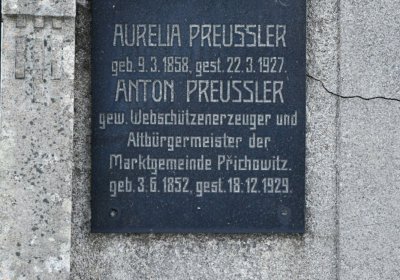 AURELIA PREUSSLER
geb. 9.3.1858, gest. 22.3.1927.
ANTON PREUSSLER
gew. Webschützenerzeuger und
Altbürgermeister der
Marktgemeinde Přichowitz.
geb. 3.6.1852, gest. 18.12.1929.